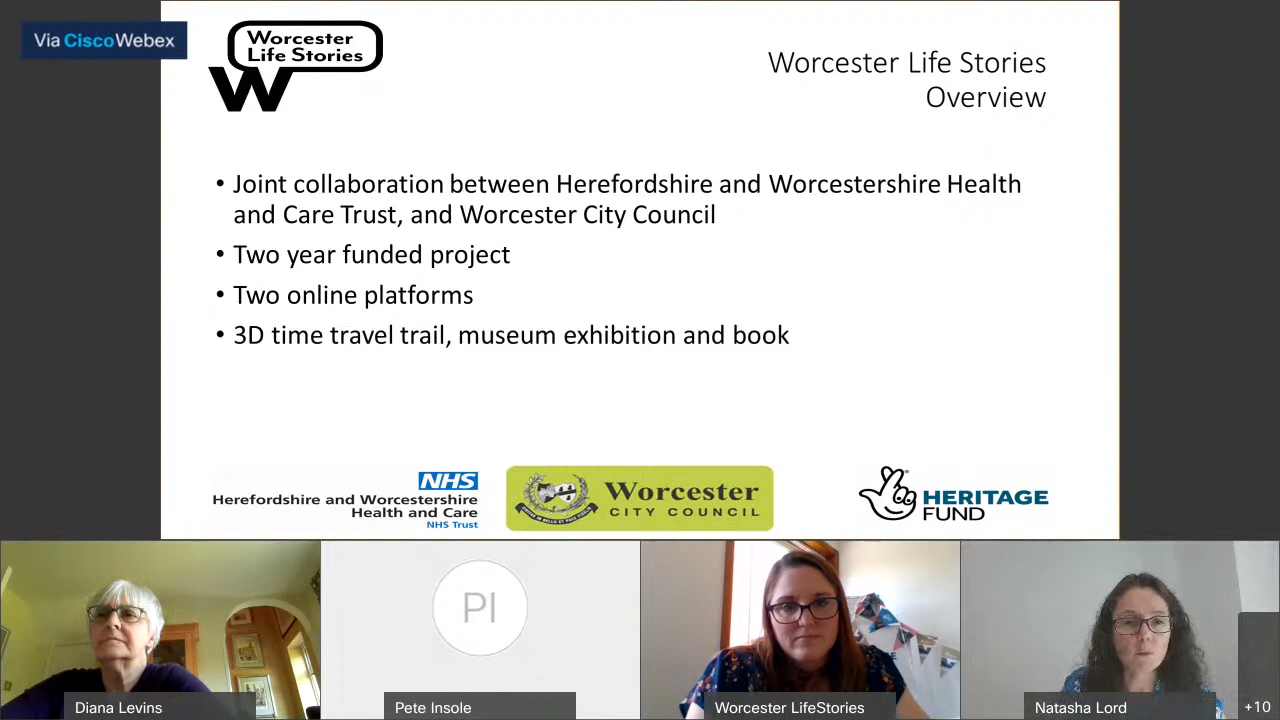 Via Cisco Webex
Worcester
Life Stories
W
Worcester Life Stories
Overview
• Joint collaboration between Herefordshire and Worcestershire Health
and Care Trust, and Worcester City Council
• Two year funded project
• Two online platforms
• 3D time travel trail, museum exhibition and book
NHS
Herefordshire and Worcestershire
Health and Care
NHS Trust
Worcester
CITY COUNCIL
HERITAGE
FUND
PI
Diana Levins
Pete Insole
Worcester LifeStories
Natasha Lord
+10